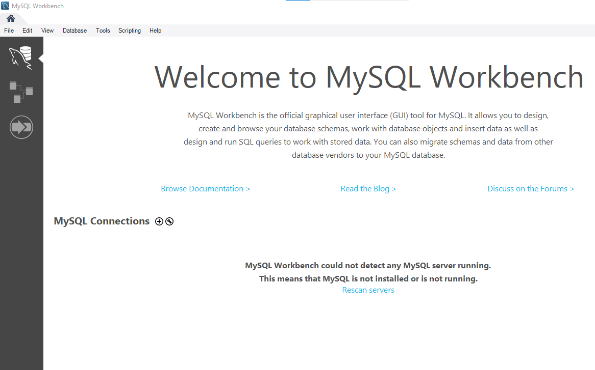 MySQL Workbench
File Edit View Database Tools Scripting Help
Welcome to MySQL Workbench
MySQL Workbench is the official graphical user interface (GUI) tool for MySQL. It allows you to design,
create and browse your database schemas, work with database objects and insert data as well as
design and run SQL queries to work with stored data. You can also migrate schemas and data from other
database vendors to your MySQL database.
Browse Documentation > Read the Blog > Discuss on the Forums >
MySQL Connections
MySQL Workbench could not detect any MySQL server running.
This means that MySQL is not installed or is not running.
Rescan servers